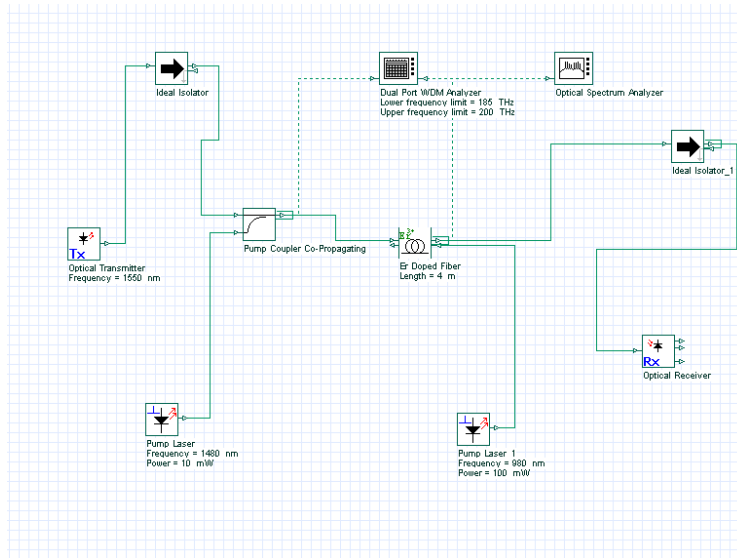 Ideal Isolator
Dual Port WDM Analyzer
Lower frequency limit = 185 THz
Upper frequency limit = 200 THz
Optical Spectrum Analyzer
Ideal Isolator_1
Tx
Optical Transmitter
Frequency = 1550 nm
Pump Coupler Co-Propagating
Er Doped Fiber
Length = 4 m
Rx
Optical Receiver
Pump Laser
Frequency = 1480 nm
Power = 10 mW
Pump Laser 1
Frequency = 980 nm
Power = 100 mW